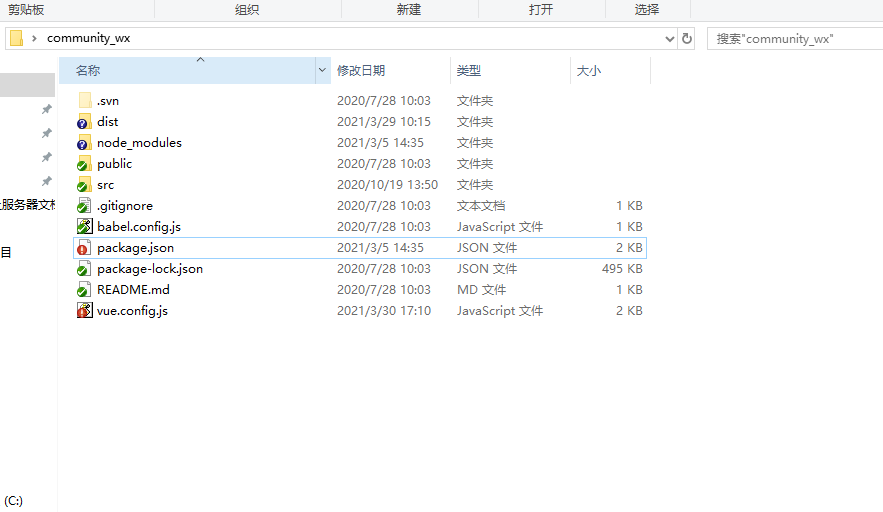 剪贴板 组织 新建 打开 选择
community_wx 搜索"community_wx"
名称 修改日期 类型 大小
.svn 2020/7/28 10:03 文件夹
dist 2021/3/29 10:15 文件夹
node_modules 2021/3/5 14:35 文件夹
public 2020/7/28 10:03 文件夹
src 2020/10/19 13:50 文件夹
服务器文档 .gitignore 2020/7/28 10:03 文本文档 1 KB
babel.config.js 2020/7/28 10:03 JavaScript 文件 1 KB
目 package.json 2021/3/5 14:35 JSON 文件 2 KB
package-lock.json 2020/7/28 10:03 JSON 文件 495 KB
README.md 2020/7/28 10:03 MD 文件 1 KB
vue.config.js 2021/3/30 17:10 JavaScript 文件 2 KB
(C:)